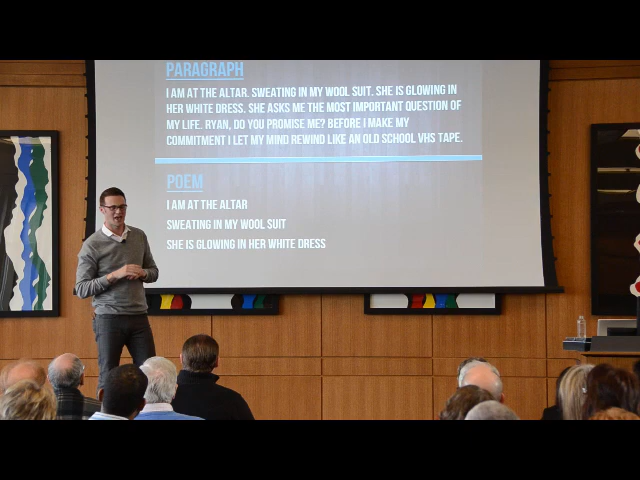 PARAGRAPH
I AM AT THE ALTAR. SWEATING IN MY WOOL SUIT. SHE IS GLOWING IN
HER WHITE DRESS. SHE ASKS ME THE MOST IMPORTANT QUESTION OF
MY LIFE. RYAN, DO YOU PROMISE ME? BEFORE I MAKE MY
COMMITMENT I LET MY MIND REWIND LIKE AN OLD SCHOOL VHS TAPE.
POEM
I AM AT THE ALTAR
SWEATING IN MY WOOL SUIT
SHE IS GLOWING IN HER WHITE DRESS